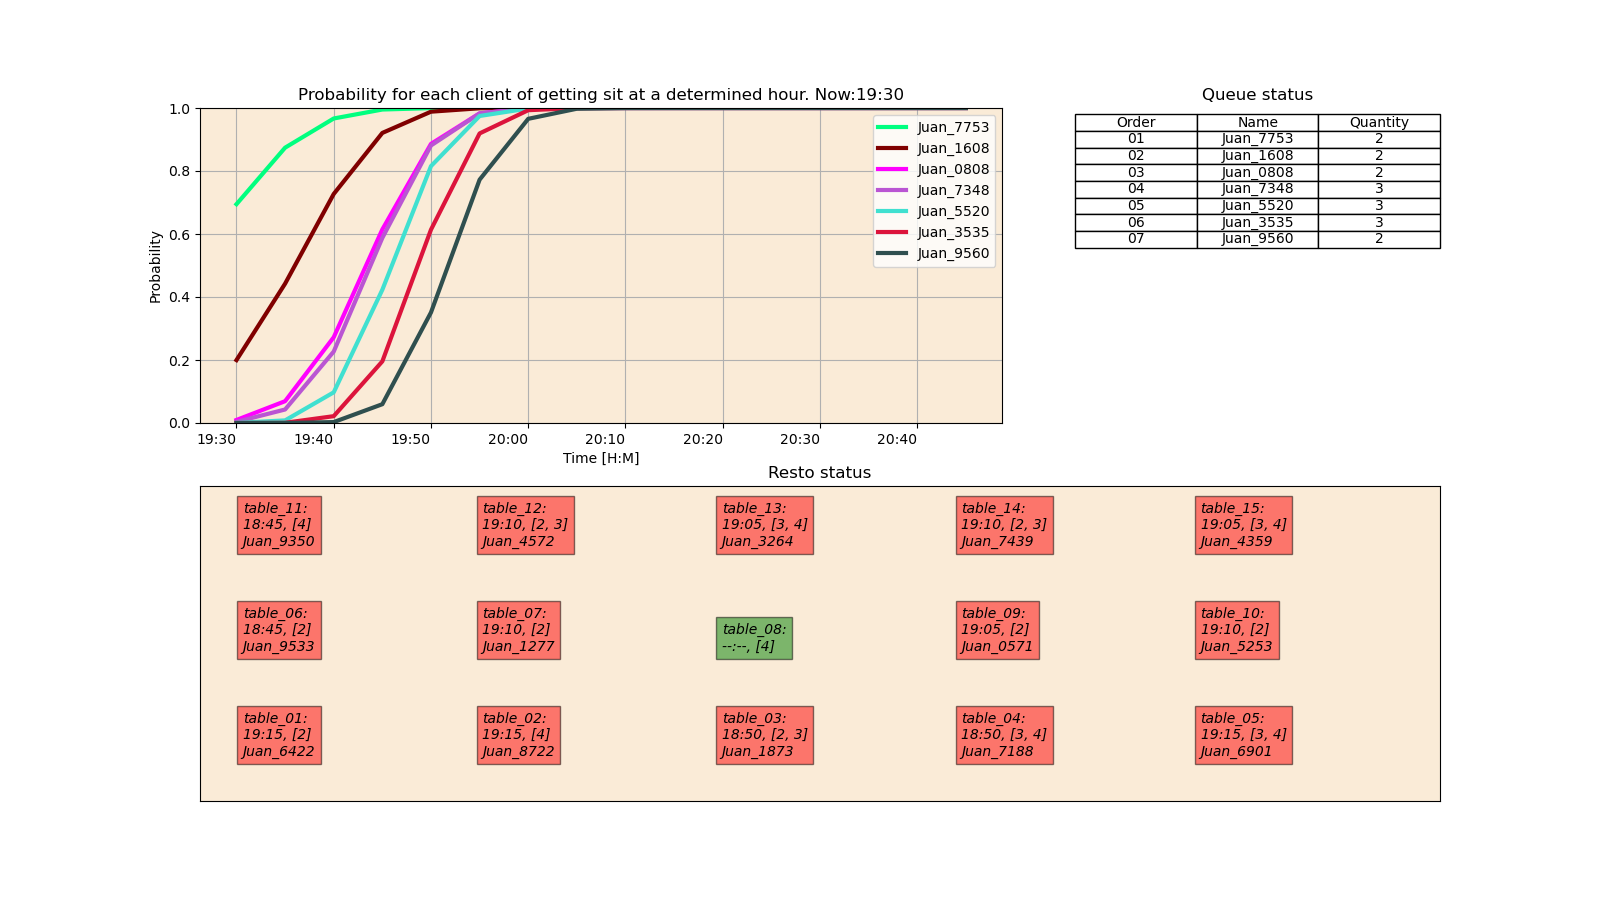 Probability for each client of getting sit at a determined hour. Now:19:30
Probability
1.0
0.8
0.6
0.4
0.2
0.0
19:30 19:40 19:50 20:00 20:10 20:20 20:30 20:40
Time [H:M]
Juan_7753
Juan_1608
Juan_0808
Juan_7348
Juan_5520
Juan_3535
Juan_9560
Queue status
Order Name Quantity
01 Juan_7753 2
02 Juan_1608 2
03 Juan_0808 2
04 Juan_7348 3
05 Juan_5520 3
06 Juan_3535 3
07 Juan_9560 2
Resto status
table_11:
18:45, [4]
Juan_9350
table_12:
19:10, [2, 3]
Juan_4572
table_13:
19:05, [3, 4]
Juan_3264
table_14:
19:10, [2, 3]
Juan_7439
table_15:
19:05, [3, 4]
Juan_4359
table_06:
18:45, [2]
Juan_9533
table_07:
19:10, [2]
Juan_1277
table_08:
--:--, [4]
table_09:
19:05, [2]
Juan_0571
table_10:
19:10, [2]
Juan_5253
table_01:
19:15, [2]
Juan_6422
table_02:
19:15, [4]
Juan_8722
table_03:
18:50, [2, 3]
Juan_1873
table_04:
18:50, [3, 4]
Juan_7188
table_05:
19:15, [3, 4]
Juan_6901